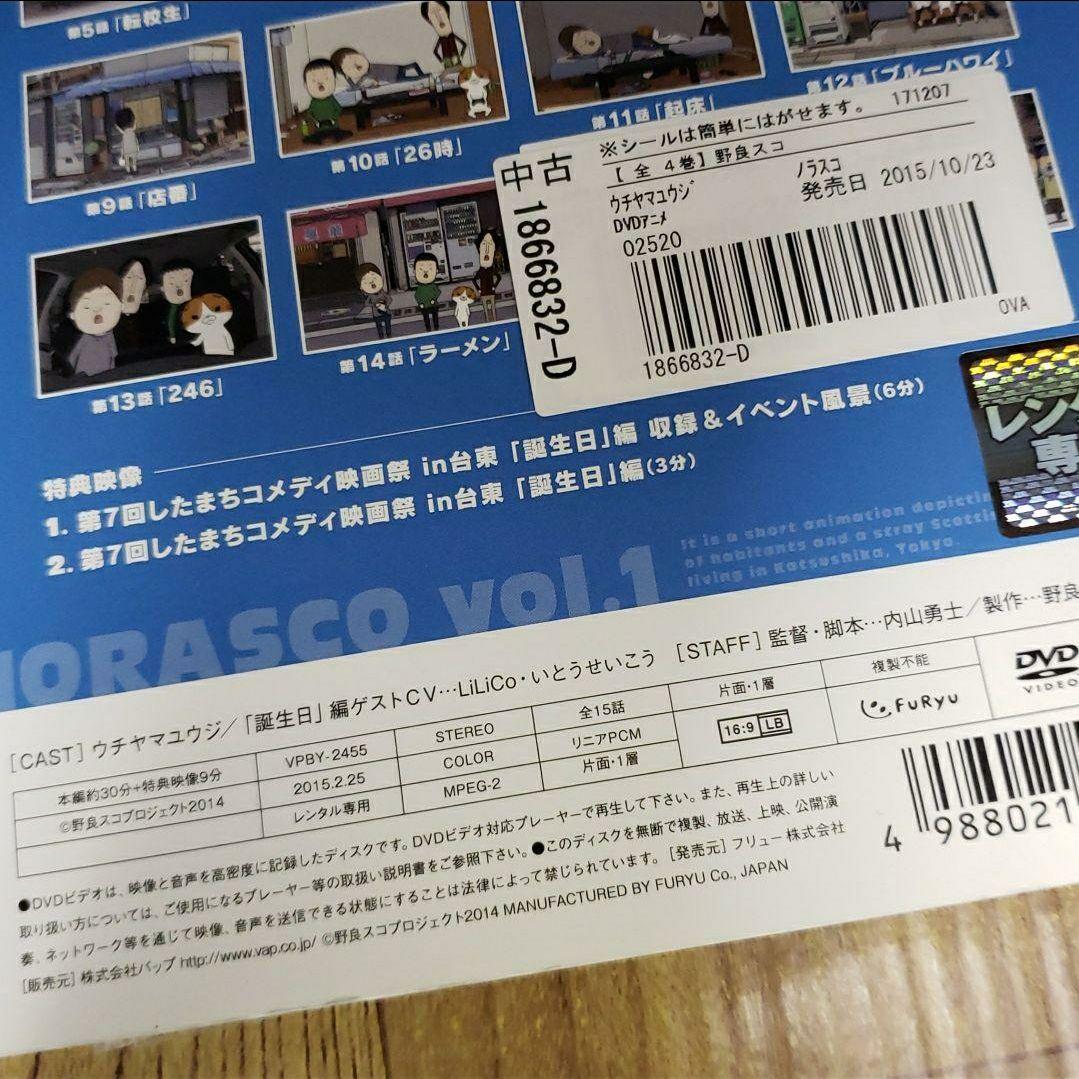 第5話「転校生」
第9話「店番」
第10話「26時」
第11話「起床」
第12話「ブルーハワイ」
第13話「246」
第14話「ラーメン」
中古
1866832-D
※シールは簡単にはがせます。 171207
【全 4巻】野良スコ
ノラスコ
ウチヤマユウジ
発売日 2015/10/23
DVDアニメ
02520
1866832-D
OVA
特典映像
1. 第7回したまちコメディ映画祭 in台東 「誕生日」編 収録&イベント風景(6分)
2. 第7回したまちコメディ映画祭 in台東 「誕生日」編(3分)
レン
専
It is a short animation depictin
of habitants and a stray Scotti
living in Katsushika, Tokyo.
NORASCO vol.1
[CAST] ウチヤマユウジ/「誕生日」編ゲストCV…LiLiCo・いとうせいこう [STAFF] 監督・脚本…内山勇士/製作…野良
本編約30分+特典映像9分 VPBY-2455 STEREO 全15話 片面・1層 複製不能
©野良スコプロジェクト2014 2015.2.25 COLOR リニアPCM 16:9 LB FuRyu DVD VIDEO
レンタル専用 MPEG-2 片面・1層
4 988021
●DVDビデオは、映像と音声を高密度に記録したディスクです。DVDビデオ対応プレーヤーで再生して下さい。また、再生上の詳しい
取り扱い方については、ご使用になるプレーヤー等の取扱い説明書をご参照下さい。●このディスクを無断で複製、放送、上映、公開演
奏、ネットワーク等を通じて映像、音声を送信できる状態にすることは法律によって禁じられています。[発売元]フリュー株式会社
[販売元]株式会社バップ http://www.vap.co.jp/ ©野良スコプロジェクト2014 MANUFACTURED BY FURYU Co., JAPAN